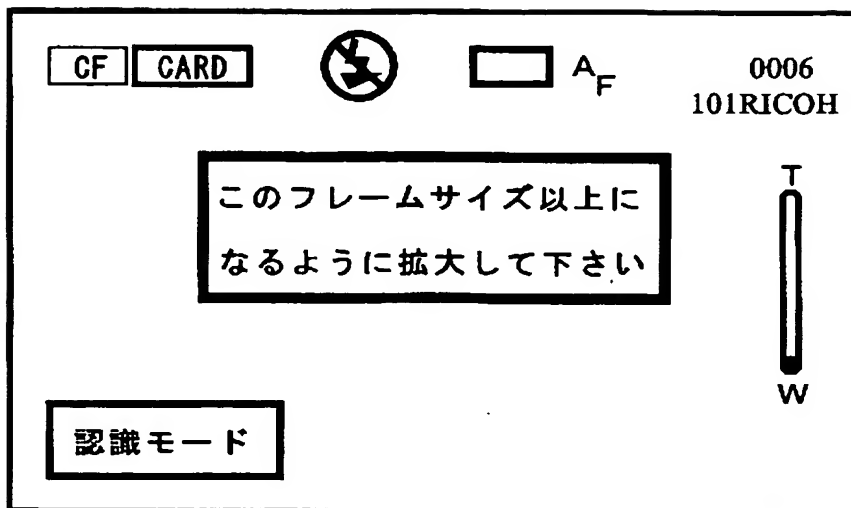 CF CARD AF 0006
101RICOH
このフレームサイズ以上に
なるように拡大して下さい
T
W
認識モード